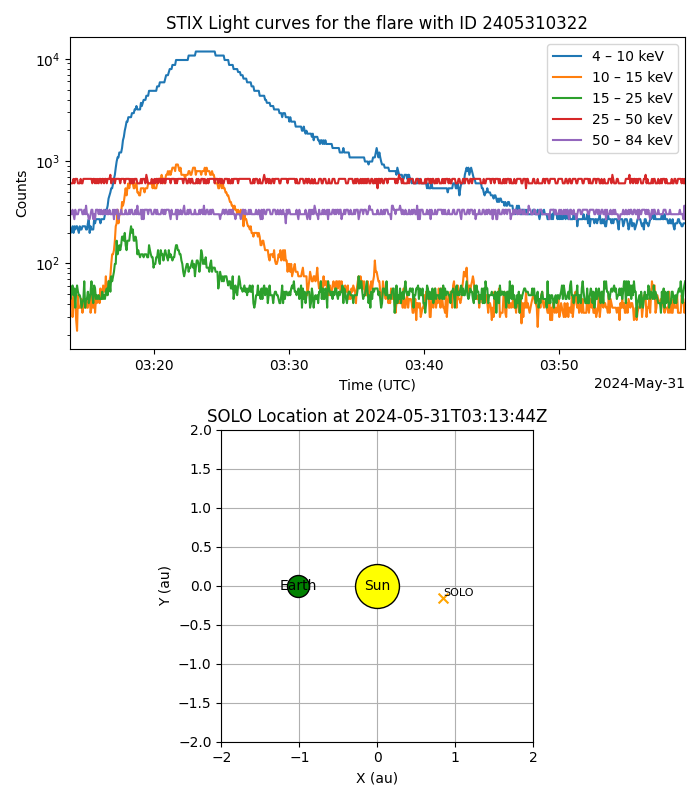 STIX Light curves for the flare with ID 2405310322
10⁴
10³
10²
Counts
4 – 10 keV
10 – 15 keV
15 – 25 keV
25 – 50 keV
50 – 84 keV
03:20 03:30 03:40 03:50
Time (UTC)
2024-May-31
SOLO Location at 2024-05-31T03:13:44Z
2.0
1.5
1.0
0.5
0.0
−0.5
−1.0
−1.5
−2.0
Y (au)
Earth
Sun
SOLO
−2 −1 0 1 2
X (au)